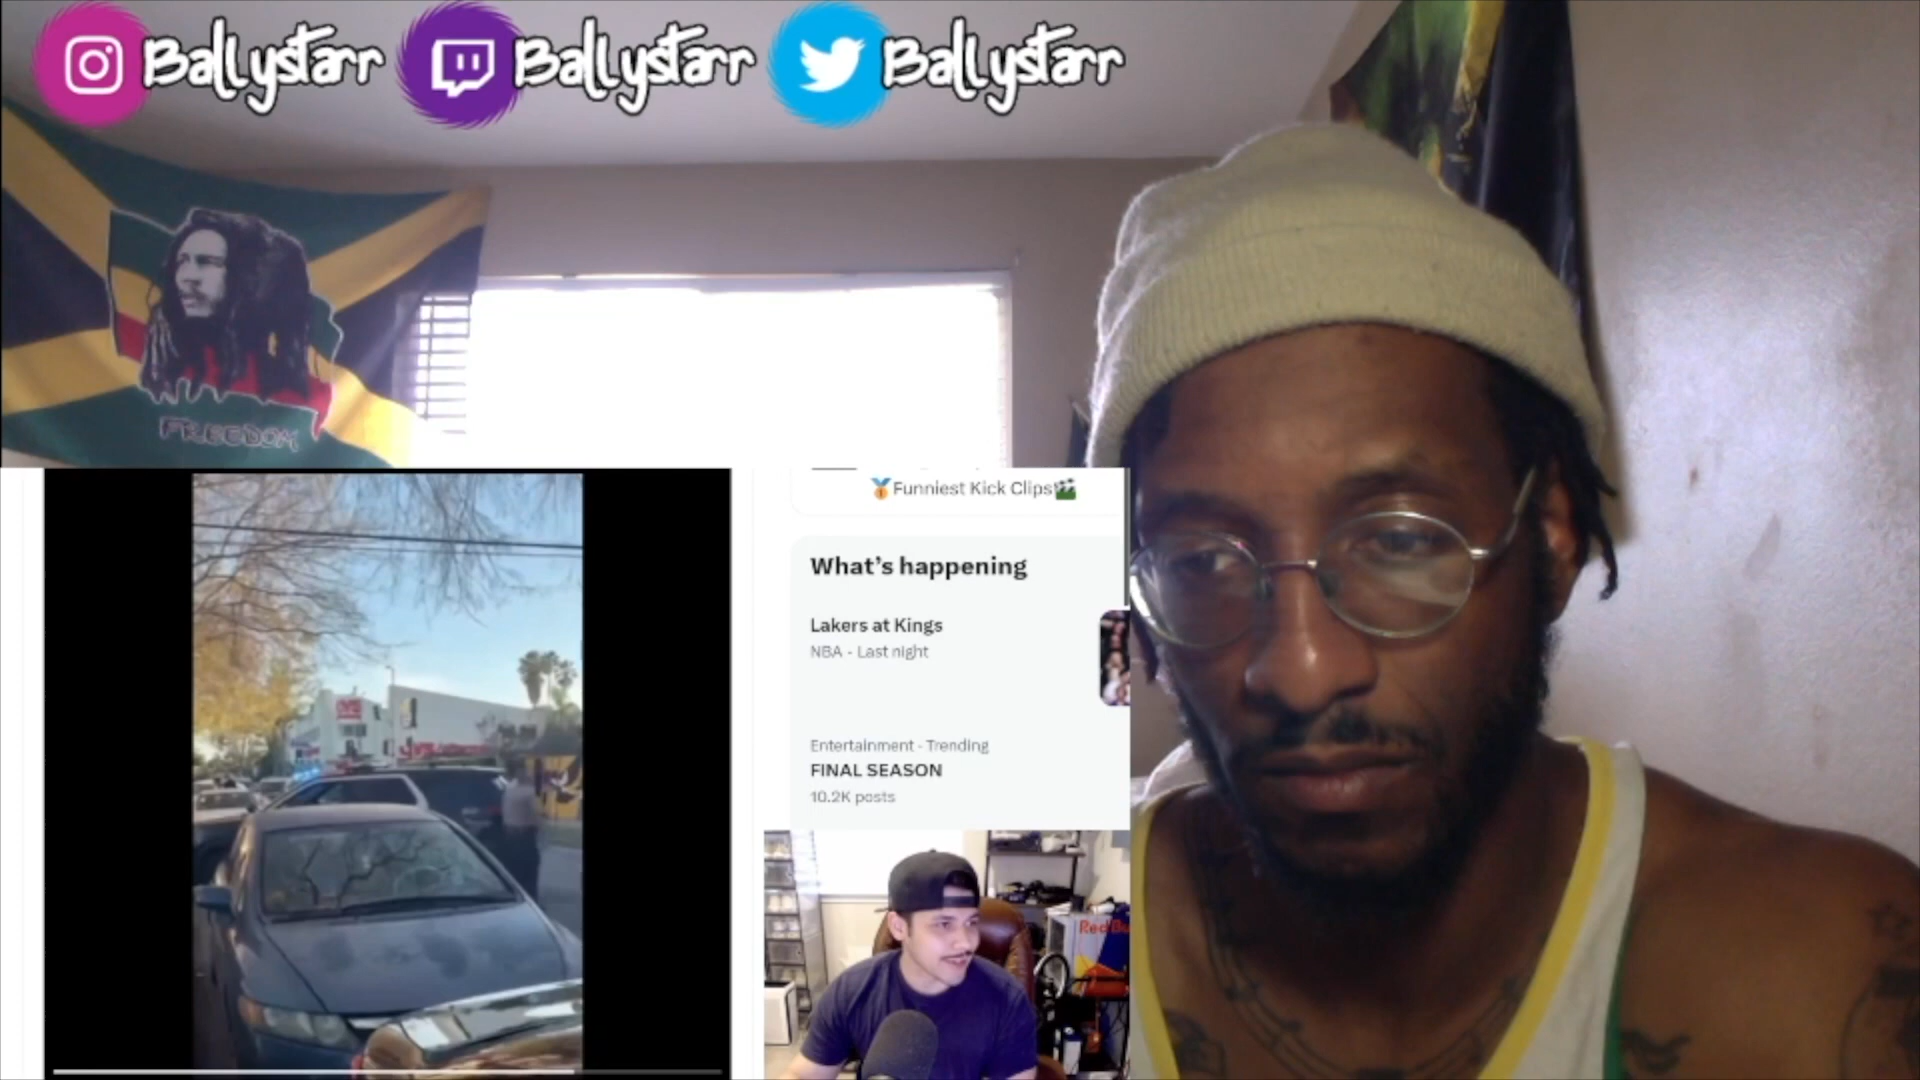 Ballystarr Ballystarr Ballystarr
FREEDOM
Funniest Kick Clips
What's happening
Lakers at Kings
NBA - Last night
Entertainment - Trending
FINAL SEASON
10.2K posts